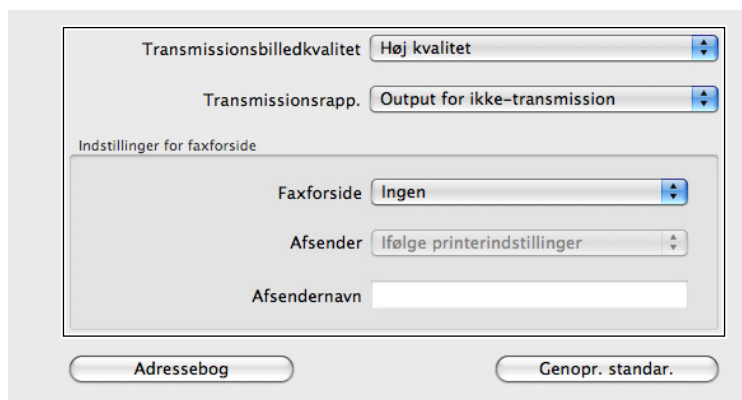 Transmissionsbilledkvalitet Høj kvalitet
Transmissionsrapp. Output for ikke-transmission
Indstillinger for faxforside
Faxforside Ingen
Afsender Ifølge printerindstillinger
Afsendernavn
Adressebog Genopr. standar.